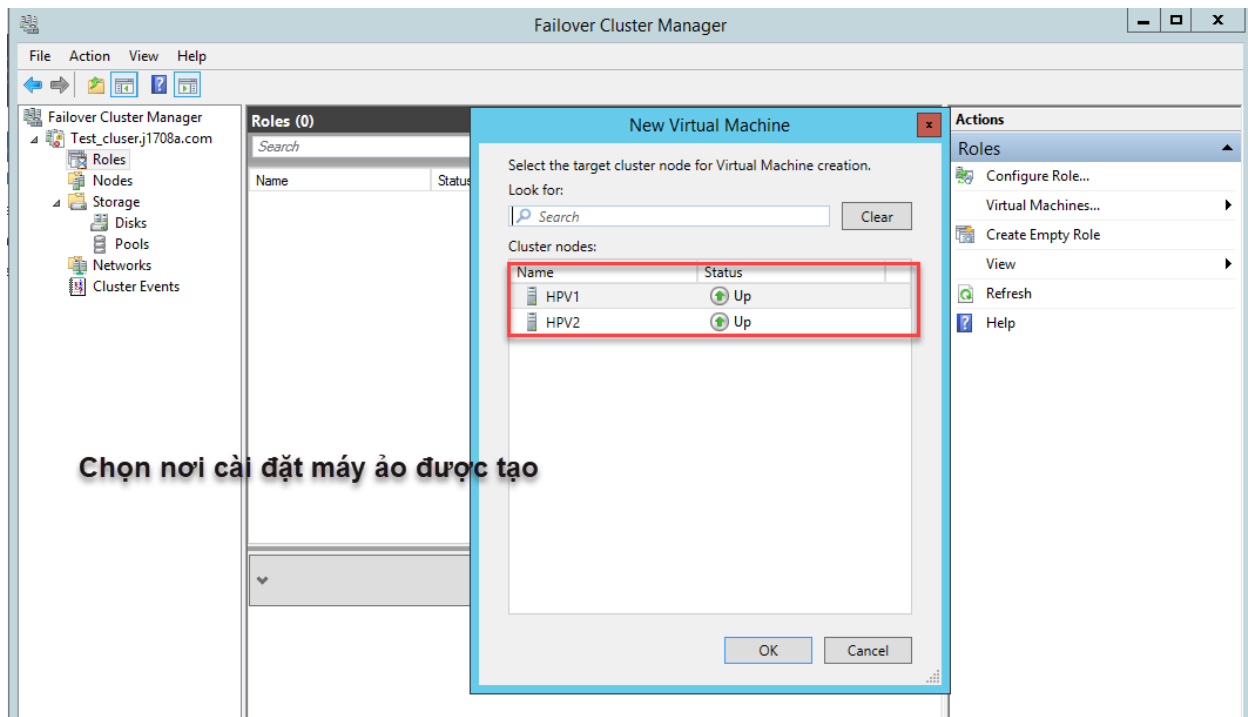 Failover Cluster Manager
File Action View Help
Failover Cluster Manager
Test_cluser.j1708a.com
Roles
Nodes
Storage
Disks
Pools
Networks
Cluster Events
Roles (0)
Search
Name Status
New Virtual Machine
Select the target cluster node for Virtual Machine creation.
Look for:
Search Clear
Cluster nodes:
Name Status
HPV1 Up
HPV2 Up
OK Cancel
Chọn nơi cài đặt máy ảo được tạo
Actions
Roles
Configure Role...
Virtual Machines...
Create Empty Role
View
Refresh
Help